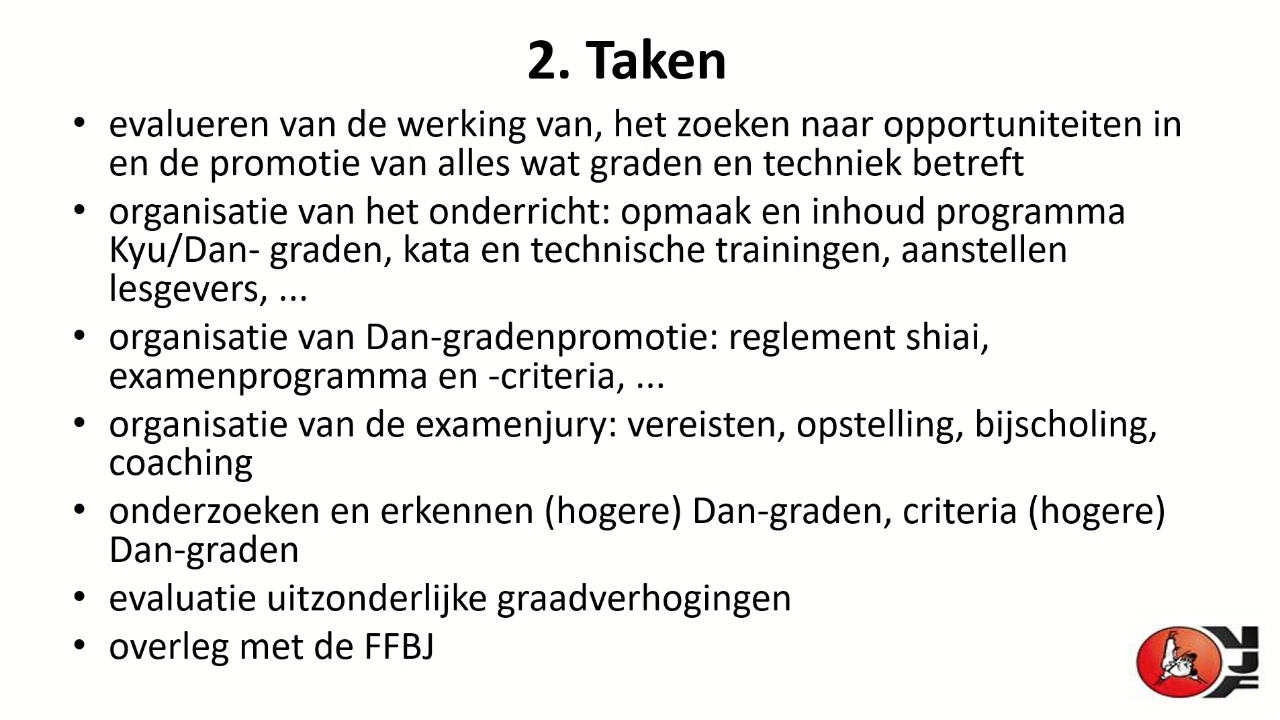 2. Taken
• evalueren van de werking van, het zoeken naar opportuniteiten in
en de promotie van alles wat graden en techniek betreft
• organisatie van het onderricht: opmaak en inhoud programma
Kyu/Dan- graden, kata en technische trainingen, aanstellen
lesgevers, ...
• organisatie van Dan-gradenpromotie: reglement shiai,
examenprogramma en -criteria, ...
• organisatie van de examenjury: vereisten, opstelling, bijscholing,
coaching
• onderzoeken en erkennen (hogere) Dan-graden, criteria (hogere)
Dan-graden
• evaluatie uitzonderlijke graadverhogingen
• overleg met de FFBJ
VJF